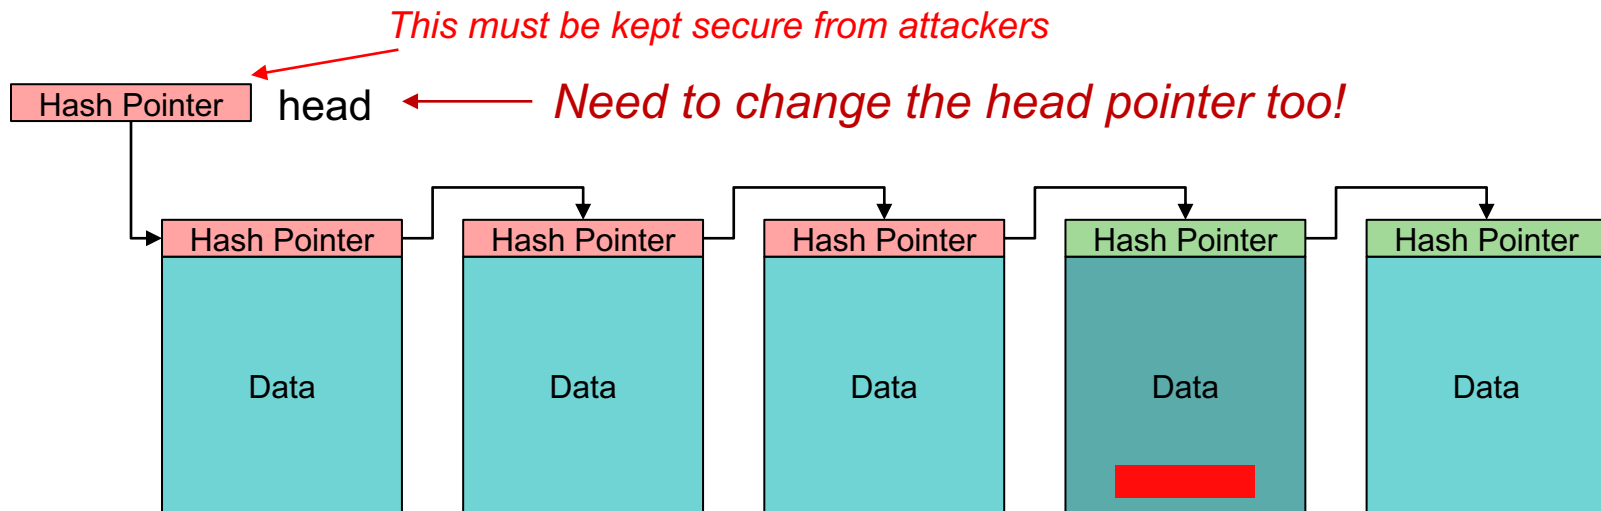 This must be kept secure from attackers
Hash Pointer head Need to change the head pointer too!
Hash Pointer Hash Pointer Hash Pointer Hash Pointer Hash Pointer
Data Data Data Data Data